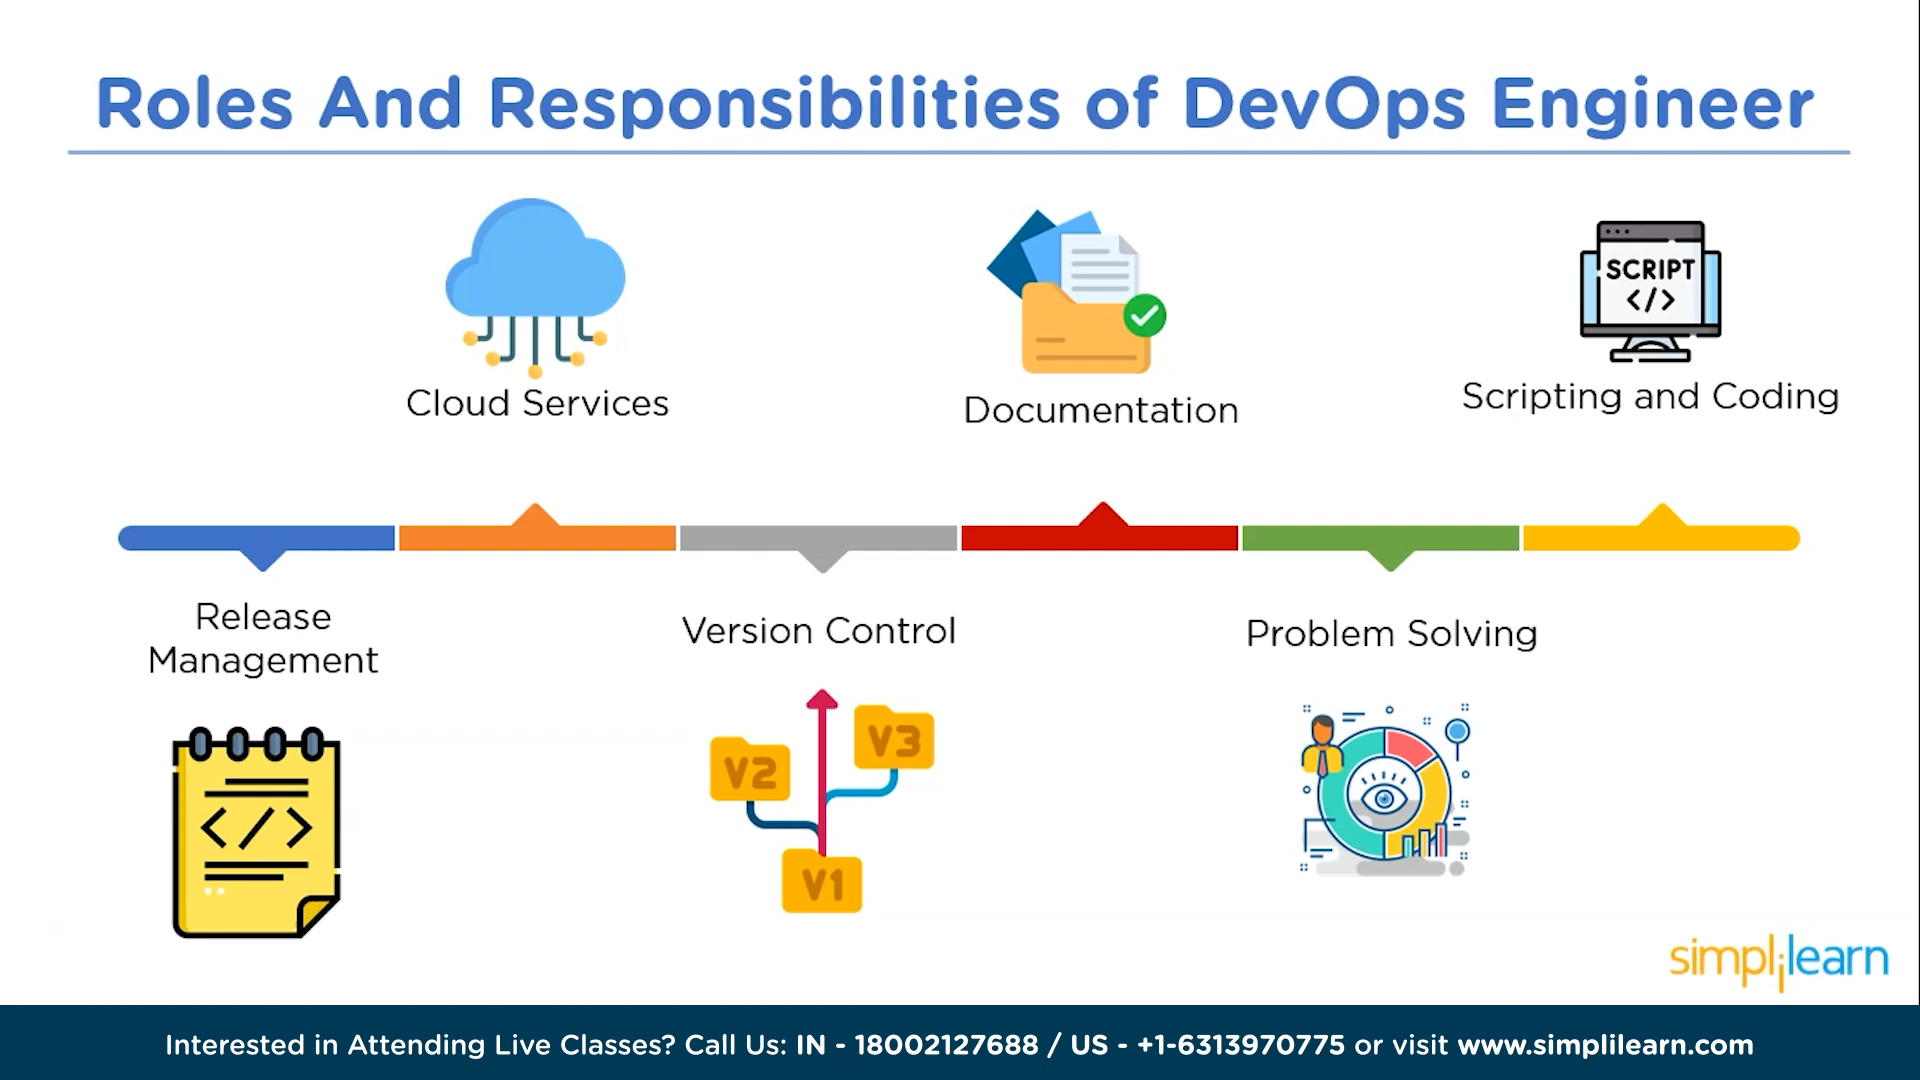 Roles And Responsibilities of DevOps Engineer
SCRIPT
</>
Cloud Services
Documentation
Scripting and Coding
Release
Management
Version Control
Problem Solving
</>
V2
V3
V1
simplilearn
Interested in Attending Live Classes? Call Us: IN - 18002127688 / US - +1-6313970775 or visit www.simplilearn.com